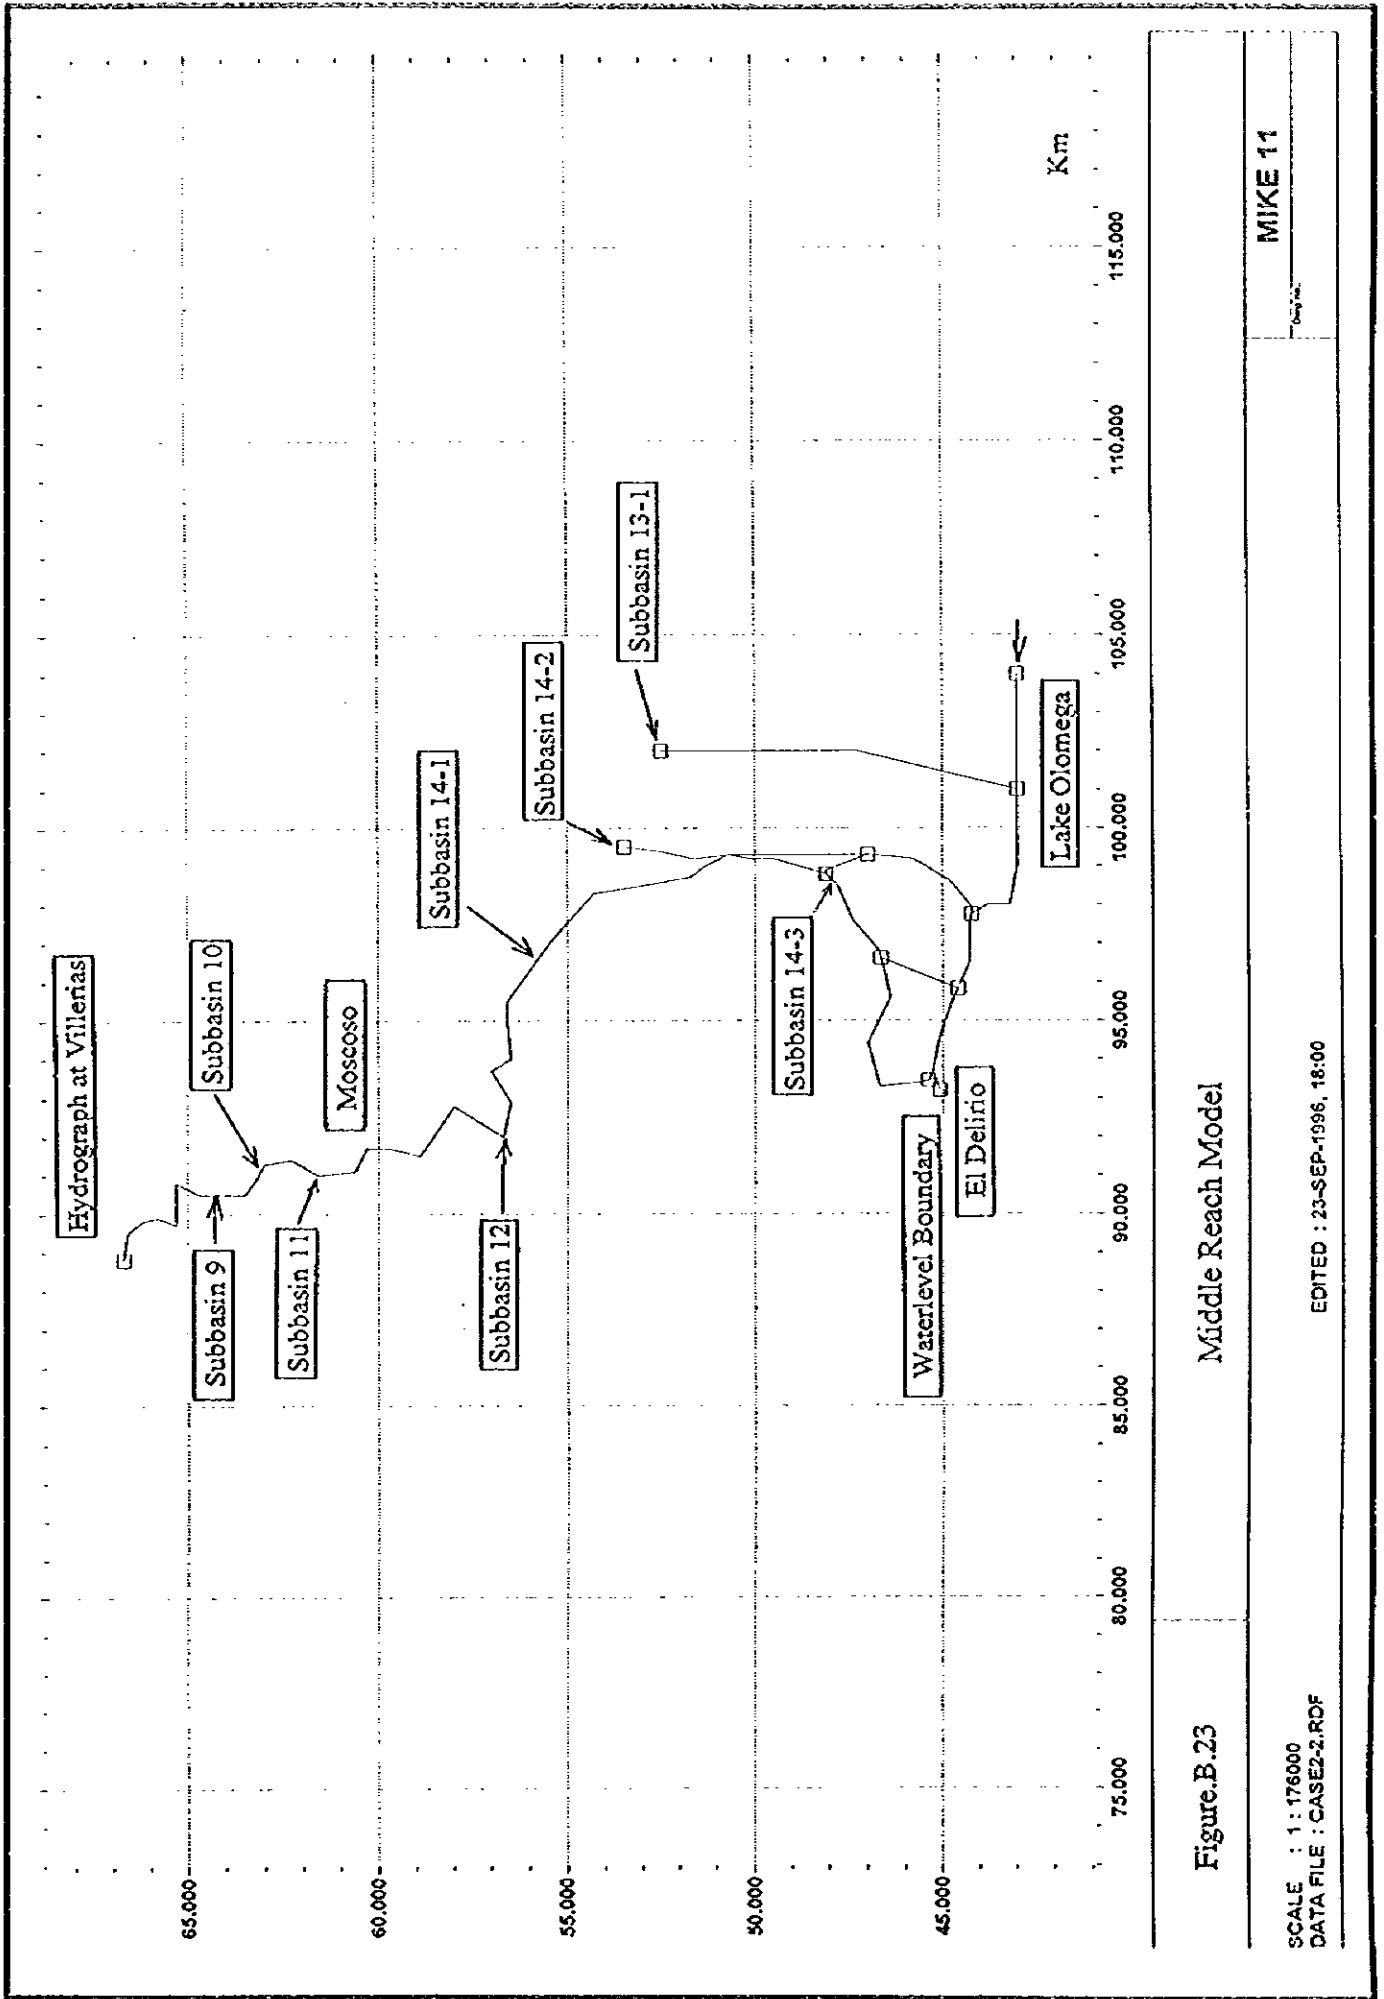 Hydrograph at Villerias
65.000
Subbasin 9
Subbasin 10
Subbasin 11
Moscoso
60.000
Subbasin 12
Subbasin 14-1
55.000
Subbasin 14-2
Subbasin 13-1
50.000
Subbasin 14-3
45.000
Waterlevel Boundary
El Delirio
Lake Olomega
Km
75.000
80.000
85.000
90.000
95.000
100.000
105.000
110.000
115.000
Figure.B.23
Middle Reach Model
SCALE : 1 : 176000
DATA FILE : CASE2-2.RDF
EDITED : 23-SEP-1996, 18:00
MIKE 11